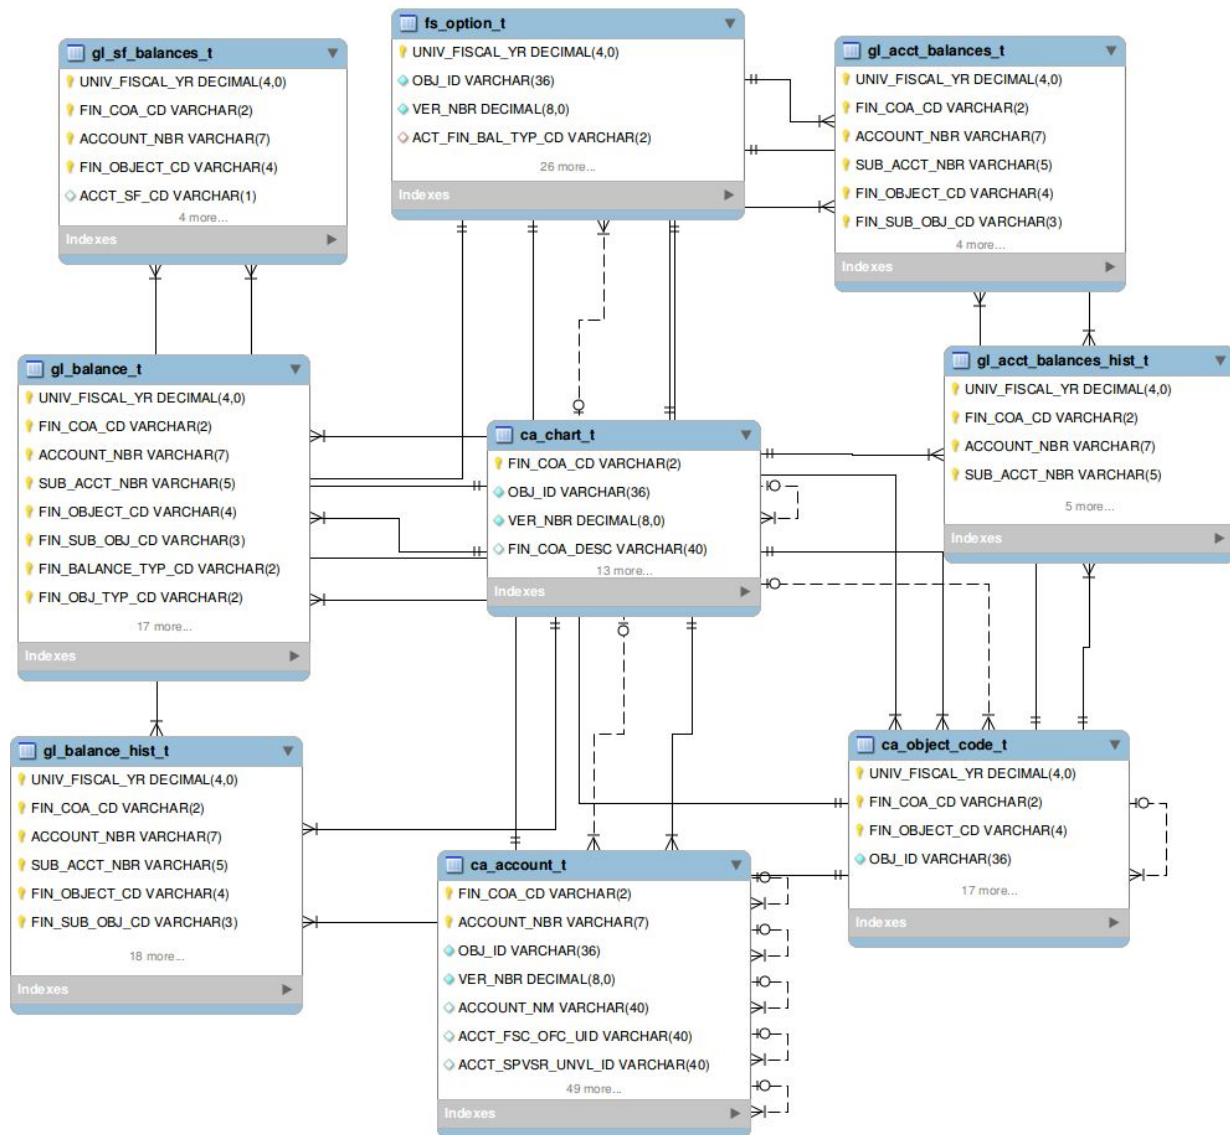 gl_sf_balances_t
UNIV_FISCAL_YR DECIMAL(4,0)
FIN_COA_CD VARCHAR(2)
ACCOUNT_NBR VARCHAR(7)
FIN_OBJECT_CD VARCHAR(4)
ACCT_SF_CD VARCHAR(1)
4 more...
Indexes
fs_option_t
UNIV_FISCAL_YR DECIMAL(4,0)
OBJ_ID VARCHAR(36)
VER_NBR DECIMAL(8,0)
ACT_FIN_BAL_TYP_CD VARCHAR(2)
26 more...
Indexes
gl_acct_balances_t
UNIV_FISCAL_YR DECIMAL(4,0)
FIN_COA_CD VARCHAR(2)
ACCOUNT_NBR VARCHAR(7)
SUB_ACCT_NBR VARCHAR(5)
FIN_OBJECT_CD VARCHAR(4)
FIN_SUB_OBJ_CD VARCHAR(3)
4 more...
Indexes
gl_balance_t
UNIV_FISCAL_YR DECIMAL(4,0)
FIN_COA_CD VARCHAR(2)
ACCOUNT_NBR VARCHAR(7)
SUB_ACCT_NBR VARCHAR(5)
FIN_OBJECT_CD VARCHAR(4)
FIN_SUB_OBJ_CD VARCHAR(3)
FIN_BALANCE_TYP_CD VARCHAR(2)
FIN_OBJ_TYP_CD VARCHAR(2)
17 more...
Indexes
ca_chart_t
FIN_COA_CD VARCHAR(2)
OBJ_ID VARCHAR(36)
VER_NBR DECIMAL(8,0)
FIN_COA_DESC VARCHAR(40)
13 more...
Indexes
gl_acct_balances_hist_t
UNIV_FISCAL_YR DECIMAL(4,0)
FIN_COA_CD VARCHAR(2)
ACCOUNT_NBR VARCHAR(7)
SUB_ACCT_NBR VARCHAR(5)
5 more...
Indexes
gl_balance_hist_t
UNIV_FISCAL_YR DECIMAL(4,0)
FIN_COA_CD VARCHAR(2)
ACCOUNT_NBR VARCHAR(7)
SUB_ACCT_NBR VARCHAR(5)
FIN_OBJECT_CD VARCHAR(4)
FIN_SUB_OBJ_CD VARCHAR(3)
18 more...
Indexes
ca_account_t
FIN_COA_CD VARCHAR(2)
ACCOUNT_NBR VARCHAR(7)
OBJ_ID VARCHAR(36)
VER_NBR DECIMAL(8,0)
ACCOUNT_NM VARCHAR(40)
ACCT_FSC_OFC_UID VARCHAR(40)
ACCT_SPVSR_UNVL_ID VARCHAR(40)
49 more...
Indexes
ca_object_code_t
UNIV_FISCAL_YR DECIMAL(4,0)
FIN_COA_CD VARCHAR(2)
FIN_OBJECT_CD VARCHAR(4)
OBJ_ID VARCHAR(36)
17 more...
Indexes